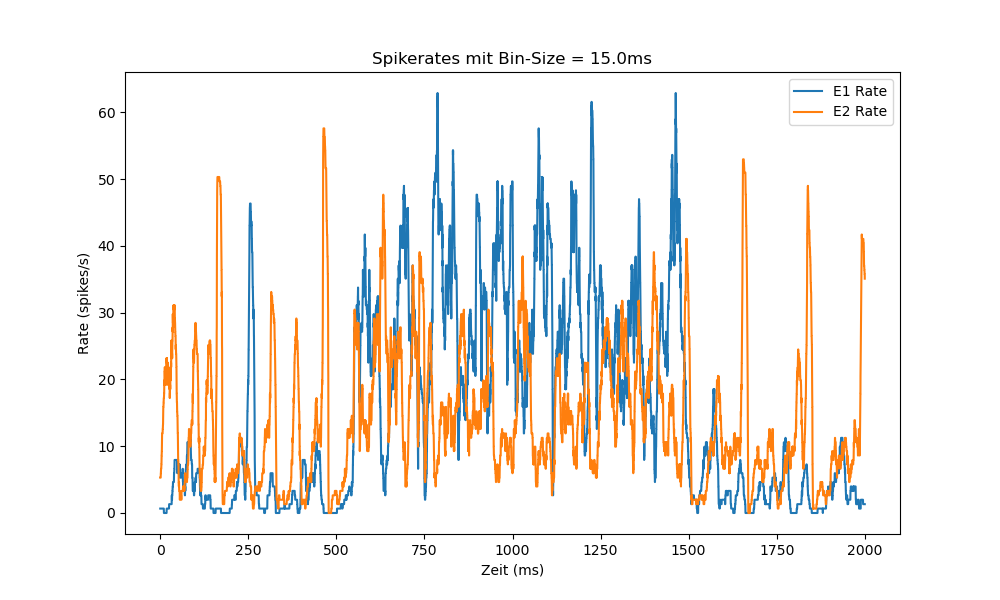 Spikerates mit Bin-Size = 15.0ms
E1 Rate
E2 Rate
Rate (spikes/s)
60
50
40
30
20
10
0
0 250 500 750 1000 1250 1500 1750 2000
Zeit (ms)